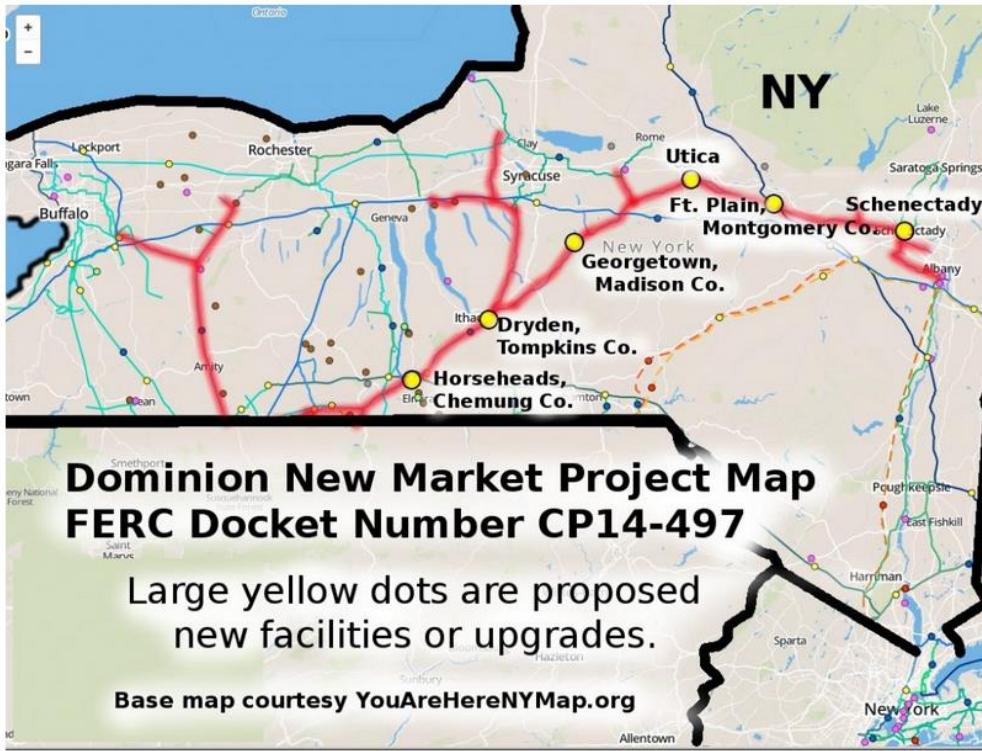 Ontario
+
−
NY
Lake
Luzerne
Lockport
Rochester
Clay
Rome
Utica
Saratoga Springs
Syracuse
Buffalo
Geneva
Ft. Plain,
Montgomery Co.
Schenectady
New York
Georgetown,
Madison Co.
Albany
Dryden,
Tompkins Co.
Amity
Horseheads,
Chemung Co.
Smethport
Dominion New Market Project Map
FERC Docket Number CP14-497
Poughkeepsie
East Fishkill
Saint
Marys
Large yellow dots are proposed
new facilities or upgrades.
Harriman
Sparta
Hazleton
Sunbury
Base map courtesy YouAreHereNYMap.org
New York
Allentown